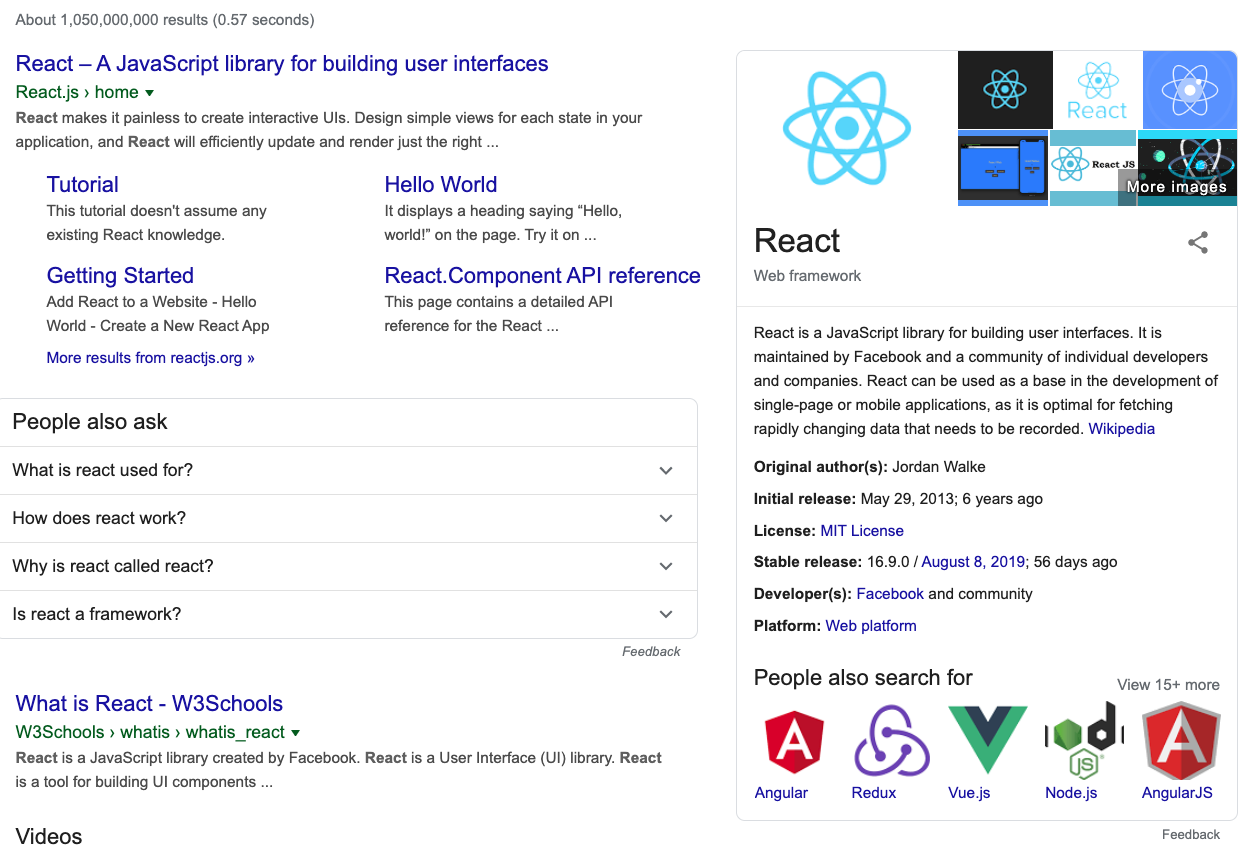 About 1,050,000,000 results (0.57 seconds)
React – A JavaScript library for building user interfaces
React.js › home
React makes it painless to create interactive UIs. Design simple views for each state in your
application, and React will efficiently update and render just the right ...
Tutorial
This tutorial doesn't assume any
existing React knowledge.
Hello World
It displays a heading saying “Hello,
world!” on the page. Try it on ...
Getting Started
Add React to a Website - Hello
World - Create a New React App
React.Component API reference
This page contains a detailed API
reference for the React ...
More results from reactjs.org »
People also ask
What is react used for?
How does react work?
Why is react called react?
Is react a framework?
Feedback
What is React - W3Schools
W3Schools › whatis › whatis_react
React is a JavaScript library created by Facebook. React is a User Interface (UI) library. React
is a tool for building UI components ...
Videos
React
React JS
More images
React
Web framework
React is a JavaScript library for building user interfaces. It is
maintained by Facebook and a community of individual developers
and companies. React can be used as a base in the development of
single-page or mobile applications, as it is optimal for fetching
rapidly changing data that needs to be recorded. Wikipedia
Original author(s): Jordan Walke
Initial release: May 29, 2013; 6 years ago
License: MIT License
Stable release: 16.9.0 / August 8, 2019; 56 days ago
Developer(s): Facebook and community
Platform: Web platform
People also search for
View 15+ more
Angular
Redux
Vue.js
Node.js
AngularJS
Feedback